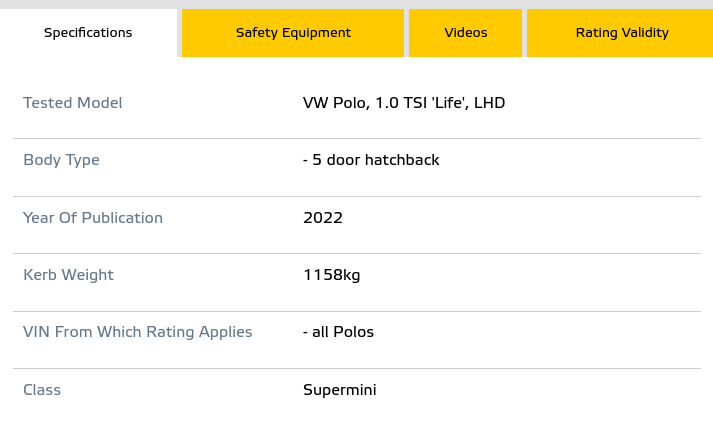 Specifications
Safety Equipment
Videos
Rating Validity
Tested Model
VW Polo, 1.0 TSI 'Life', LHD
Body Type
- 5 door hatchback
Year Of Publication
2022
Kerb Weight
1158kg
VIN From Which Rating Applies
- all Polos
Class
Supermini